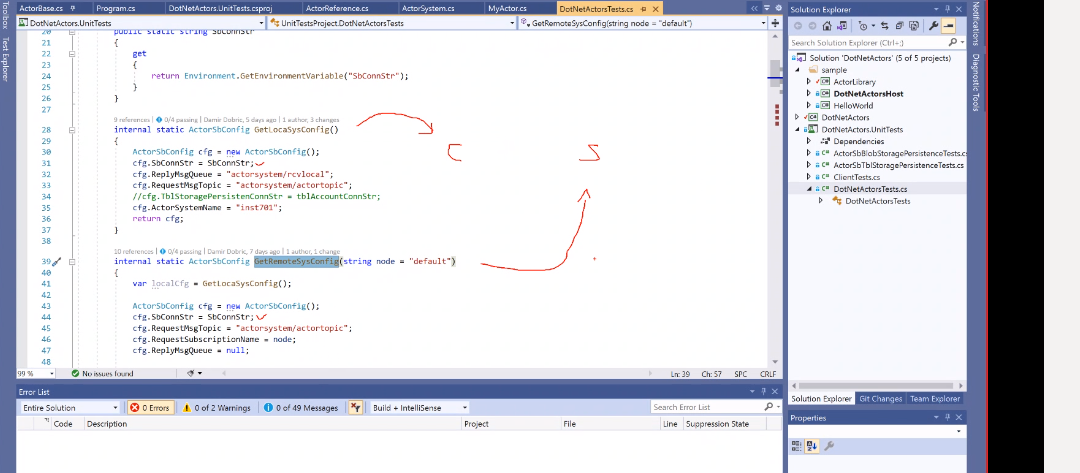 ActorBase.cs Program.cs DotNetActors.UnitTests.csproj ActorReference.cs ActorSystem.cs MyActor.cs DotNetActorsTests.cs
DotNetActors.UnitTests UnitTestsProject.DotNetActorsTests GetRemoteSysConfig(string node = "default")
20 public static string SbConnStr
21 {
22 get
23 {
24 return Environment.GetEnvironmentVariable("SbConnStr");
25 }
26 }
27
9 references | 0/4 passing | Damir Dobric, 5 days ago | 1 author, 3 changes
28 internal static ActorSbConfig GetLocaSysConfig()
29 {
30 ActorSbConfig cfg = new ActorSbConfig();
31 cfg.SbConnStr = SbConnStr;
32 cfg.ReplyMsgQueue = "actorsystem/rcvlocal";
33 cfg.RequestMsgTopic = "actorsystem/actortopic";
34 //cfg.TblStoragePersistenConnStr = tblAccountConnStr;
35 cfg.ActorSystemName = "inst701";
36 return cfg;
37 }
38
10 references | 0/4 passing | Damir Dobric, 7 days ago | 1 author, 1 change
39 internal static ActorSbConfig GetRemoteSysConfig(string node = "default")
40 {
41 var localCfg = GetLocaSysConfig();
42
43 ActorSbConfig cfg = new ActorSbConfig();
44 cfg.SbConnStr = SbConnStr;
45 cfg.RequestMsgTopic = "actorsystem/actortopic";
46 cfg.RequestSubscriptionName = node;
47 cfg.ReplyMsgQueue = null;
48
C S
99 % No issues found Ln: 39 Ch: 57 SPC CRLF
Error List
Entire Solution 0 Errors 0 of 2 Warnings 0 of 49 Messages Build + IntelliSense Search Error List
Code Description Project File Line Suppression State
Toolbox
Test Explorer
Solution Explorer
Search Solution Explorer (Ctrl+;)
Solution 'DotNetActors' (5 of 5 projects)
sample
ActorLibrary
DotNetActorsHost
HelloWorld
DotNetActors
DotNetActors.UnitTests
Dependencies
ActorSbBlobStoragePersistenceTests.cs
ActorSbTblStoragePersistenceTests.cs
ClientTests.cs
DotNetActorsTests.cs
DotNetActorsTests
Solution Explorer Git Changes Team Explorer
Properties
Notifications
Diagnostic Tools